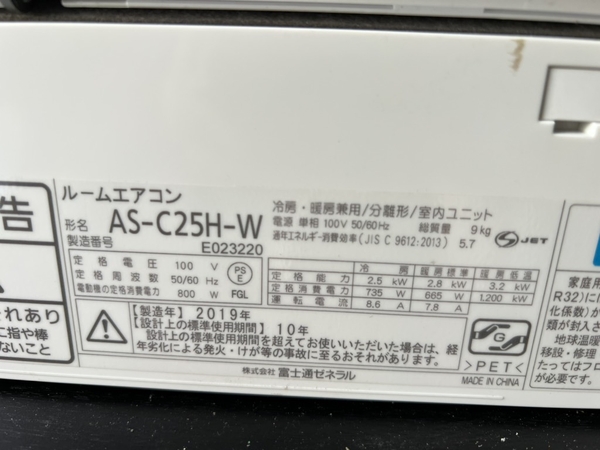 告
ルームエアコン
形名 AS-C25H-W
製造番号 E023220
冷房・暖房兼用/分離形/室内ユニット
電源 単相 100V 50/60Hz 総質量 9kg
通年エネルギー消費効率(JIS C 9612:2013) 5.7
JET
定格電圧 100 V
定格周波数 50/60 Hz
電動機の定格消費電力 800 W
PS
E
FGL
冷房 暖房標準 暖房低温
定格能力 2.5 kW 2.8 kW 3.2 kW
定格消費電力 735 W 665 W 1,200 kW
運転電流 8.6 A 7.8 A
【製造年】2019年
【設計上の標準使用期間】10年
設計上の標準使用期間を超えてお使いいただいた場合は、経
年劣化による発火・けが等の事故に至るおそれがあります。
G
>PET<
MADE IN CHINA
株式会社 富士通ゼネラル
それあり
に指や棒
ないこと
家庭用
R32)に
化係数)か
類が封入さ
地球温暖
移設・修理
たってはフロ
が必要です。